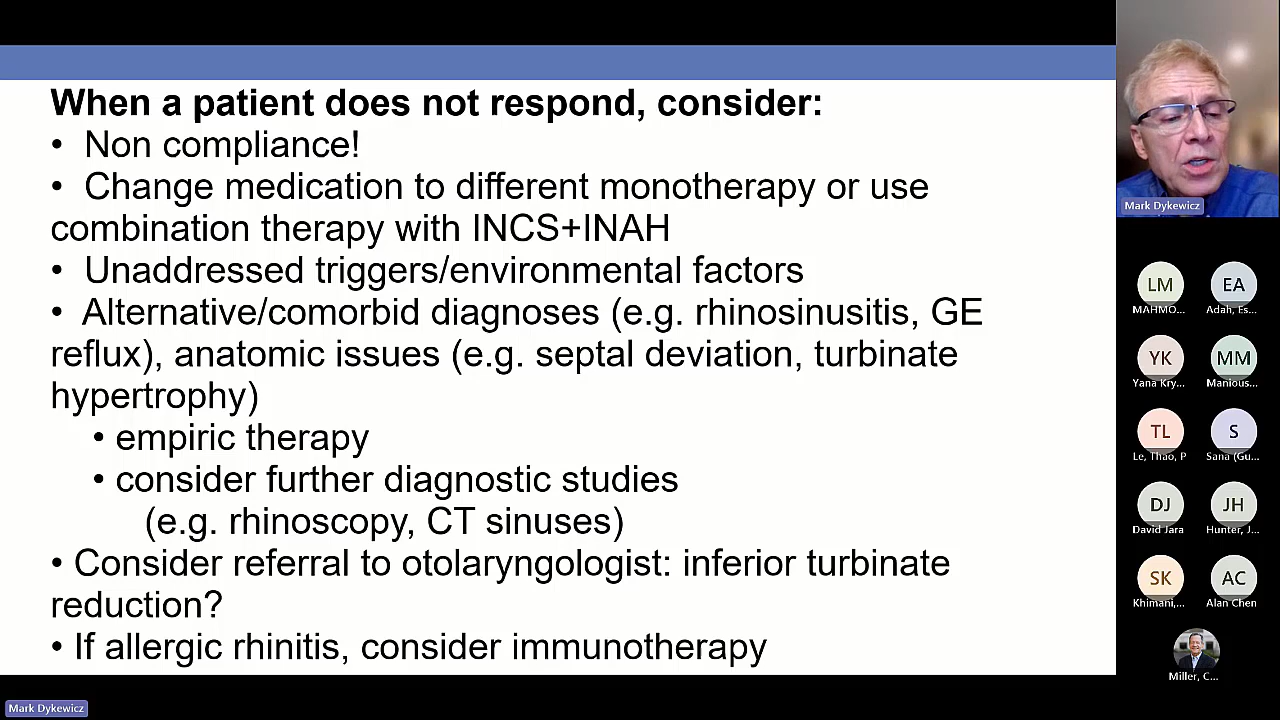 When a patient does not respond, consider:
• Non compliance!
• Change medication to different monotherapy or use
combination therapy with INCS+INAH
• Unaddressed triggers/environmental factors
• Alternative/comorbid diagnoses (e.g. rhinosinusitis, GE
reflux), anatomic issues (e.g. septal deviation, turbinate
hypertrophy)
• empiric therapy
• consider further diagnostic studies
(e.g. rhinoscopy, CT sinuses)
• Consider referral to otolaryngologist: inferior turbinate
reduction?
• If allergic rhinitis, consider immunotherapy
Mark Dykewicz
LM EA
MAHMO... Adah, Es...
YK MM
Yana Kry... Manious...
TL S
Le, Thao, P Sana (Gu...
DJ JH
David Jara Hunter, J...
SK AC
Khimani,... Alan Chen
Miller, C...
Mark Dykewicz